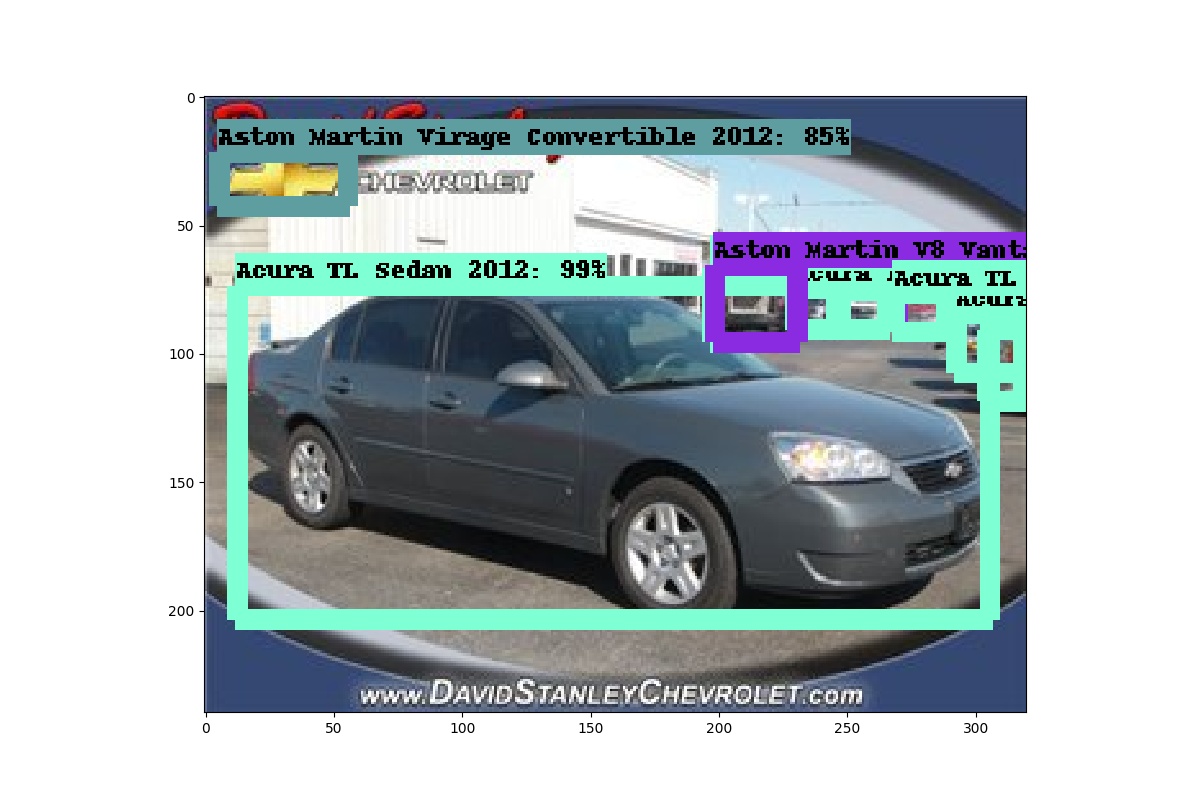 0
Aston Martin Virage Convertible 2012: 85%
CHEVROLET
50
Aston Martin V8 Vant
Acura TL Sedan 2012: 99%
Acura TL
100
150
200
www.DAVIDSTANLEYCHEVROLET.com
0 50 100 150 200 250 300